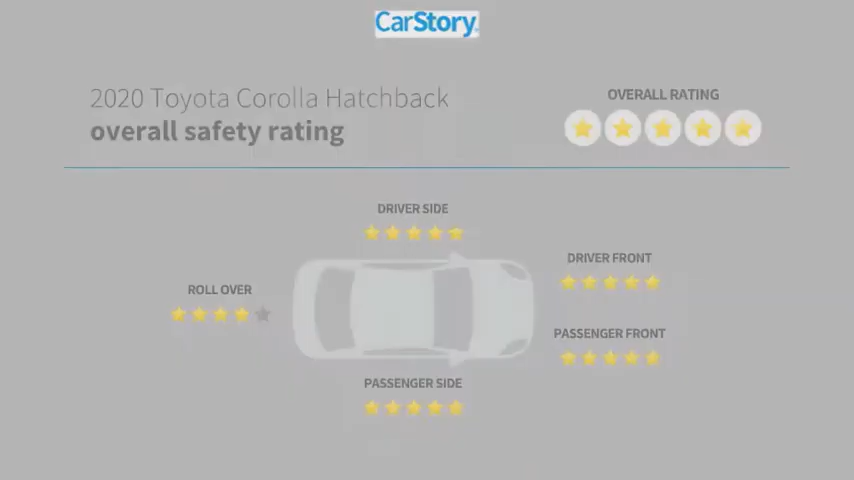 CarStory
2020 Toyota Corolla Hatchback
overall safety rating
OVERALL RATING
DRIVER SIDE
DRIVER FRONT
ROLL OVER
PASSENGER FRONT
PASSENGER SIDE